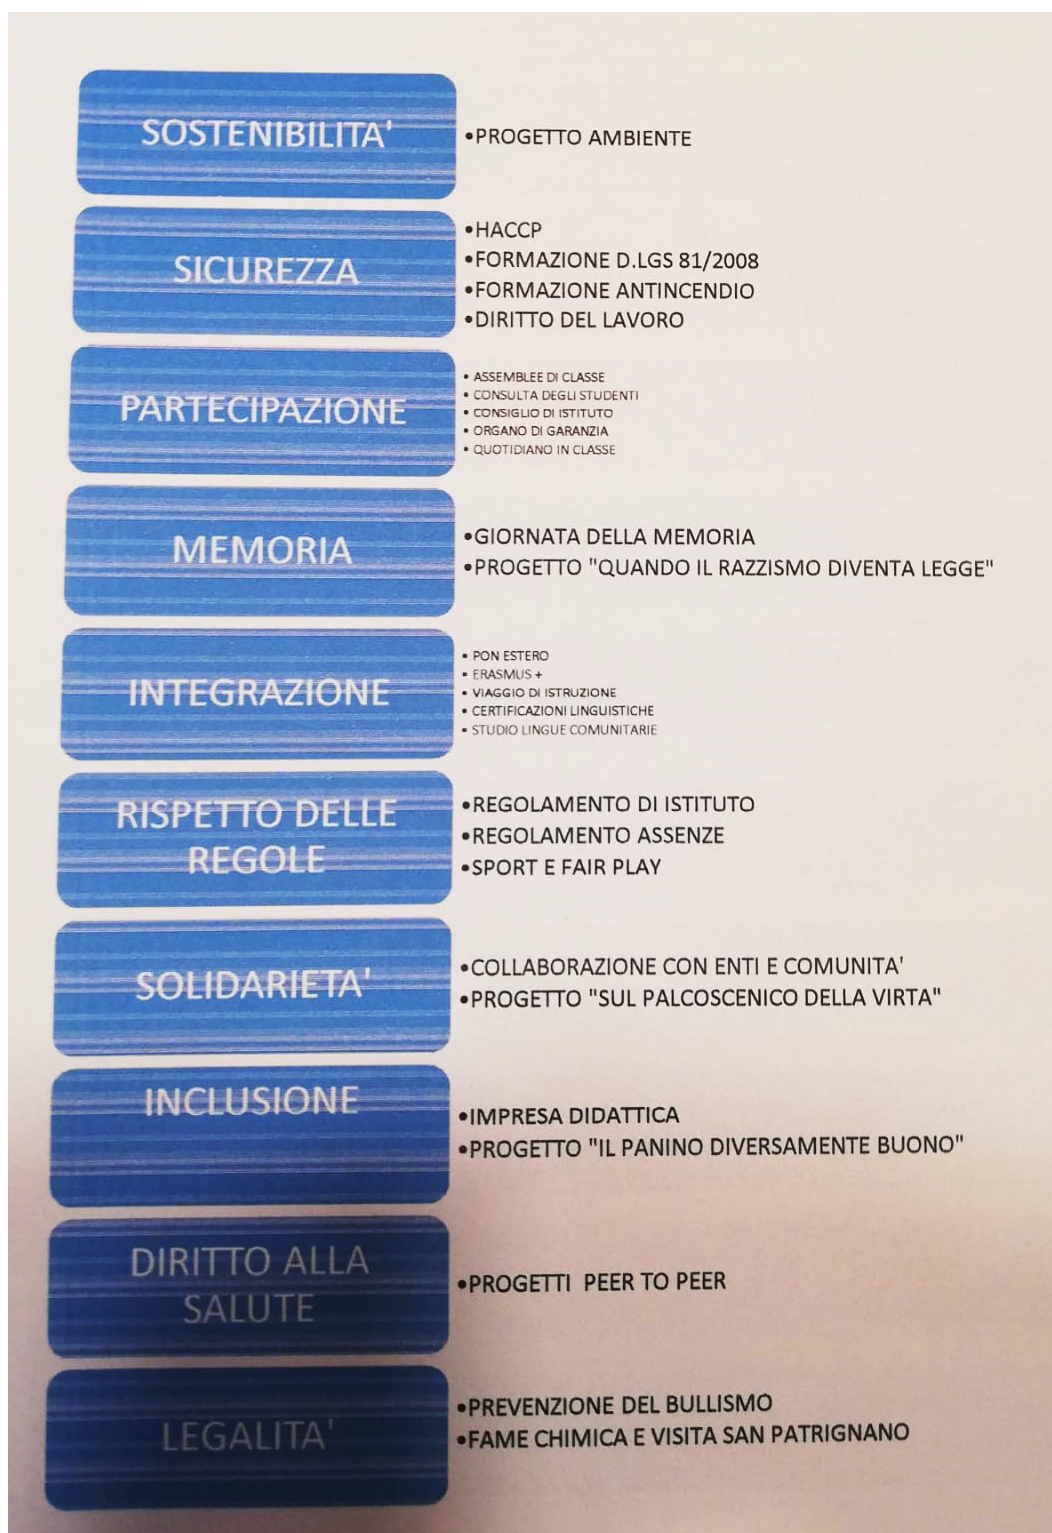 SOSTENIBILITA'
•PROGETTO AMBIENTE
SICUREZZA
•HACCP
•FORMAZIONE D.LGS 81/2008
•FORMAZIONE ANTINCENDIO
•DIRITTO DEL LAVORO
PARTECIPAZIONE
• ASSEMBLEE DI CLASSE
• CONSULTA DEGLI STUDENTI
• CONSIGLIO DI ISTITUTO
• ORGANO DI GARANZIA
• QUOTIDIANO IN CLASSE
MEMORIA
•GIORNATA DELLA MEMORIA
•PROGETTO "QUANDO IL RAZZISMO DIVENTA LEGGE"
INTEGRAZIONE
• PON ESTERO
• ERASMUS +
• VIAGGIO DI ISTRUZIONE
• CERTIFICAZIONI LINGUISTICHE
• STUDIO LINGUE COMUNITARIE
RISPETTO DELLE
REGOLE
•REGOLAMENTO DI ISTITUTO
•REGOLAMENTO ASSENZE
•SPORT E FAIR PLAY
SOLIDARIETA'
•COLLABORAZIONE CON ENTI E COMUNITA'
•PROGETTO "SUL PALCOSCENICO DELLA VIRTA"
INCLUSIONE
•IMPRESA DIDATTICA
•PROGETTO "IL PANINO DIVERSAMENTE BUONO"
DIRITTO ALLA
SALUTE
•PROGETTI PEER TO PEER
LEGALITA'
•PREVENZIONE DEL BULLISMO
•FAME CHIMICA E VISITA SAN PATRIGNANO